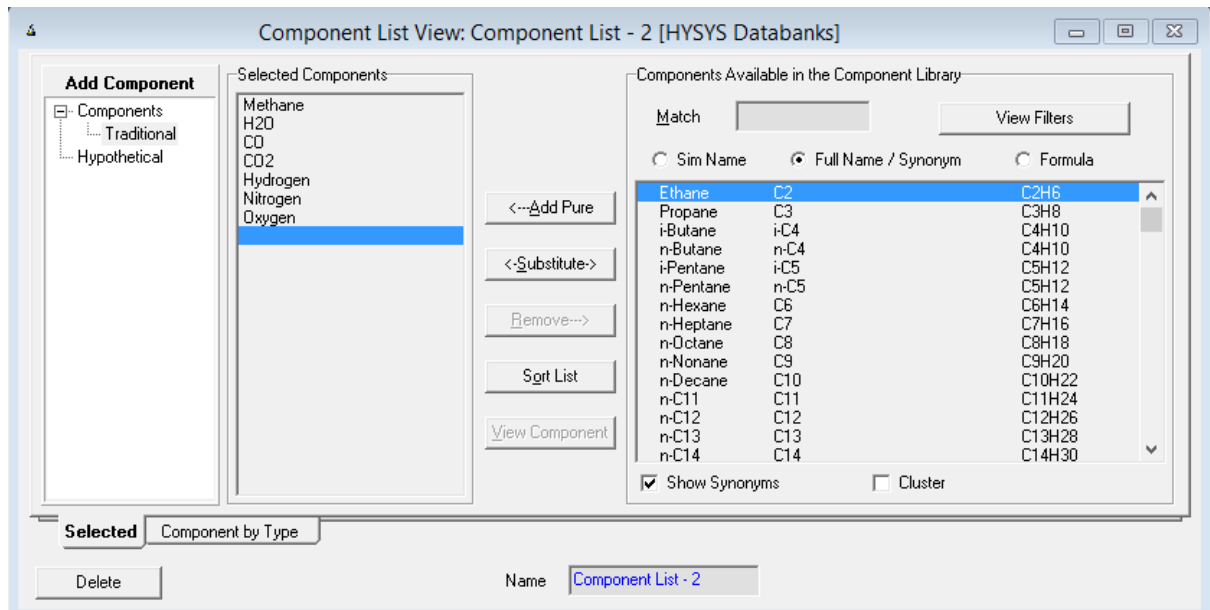 Component List View: Component List - 2 [HYSYS Databanks]
Add Component
Components
Traditional
Hypothetical
Selected Components
Methane
H2O
CO
CO2
Hydrogen
Nitrogen
Oxygen
<---Add Pure
<-Substitute->
Remove--->
Sort List
View Component
Components Available in the Component Library
Match
View Filters
Sim Name Full Name / Synonym Formula
Ethane C2 C2H6
Propane C3 C3H8
i-Butane i-C4 C4H10
n-Butane n-C4 C4H10
i-Pentane i-C5 C5H12
n-Pentane n-C5 C5H12
n-Hexane C6 C6H14
n-Heptane C7 C7H16
n-Octane C8 C8H18
n-Nonane C9 C9H20
n-Decane C10 C10H22
n-C11 C11 C11H24
n-C12 C12 C12H26
n-C13 C13 C13H28
n-C14 C14 C14H30
Show Synonyms Cluster
Selected Component by Type
Delete
Name Component List - 2